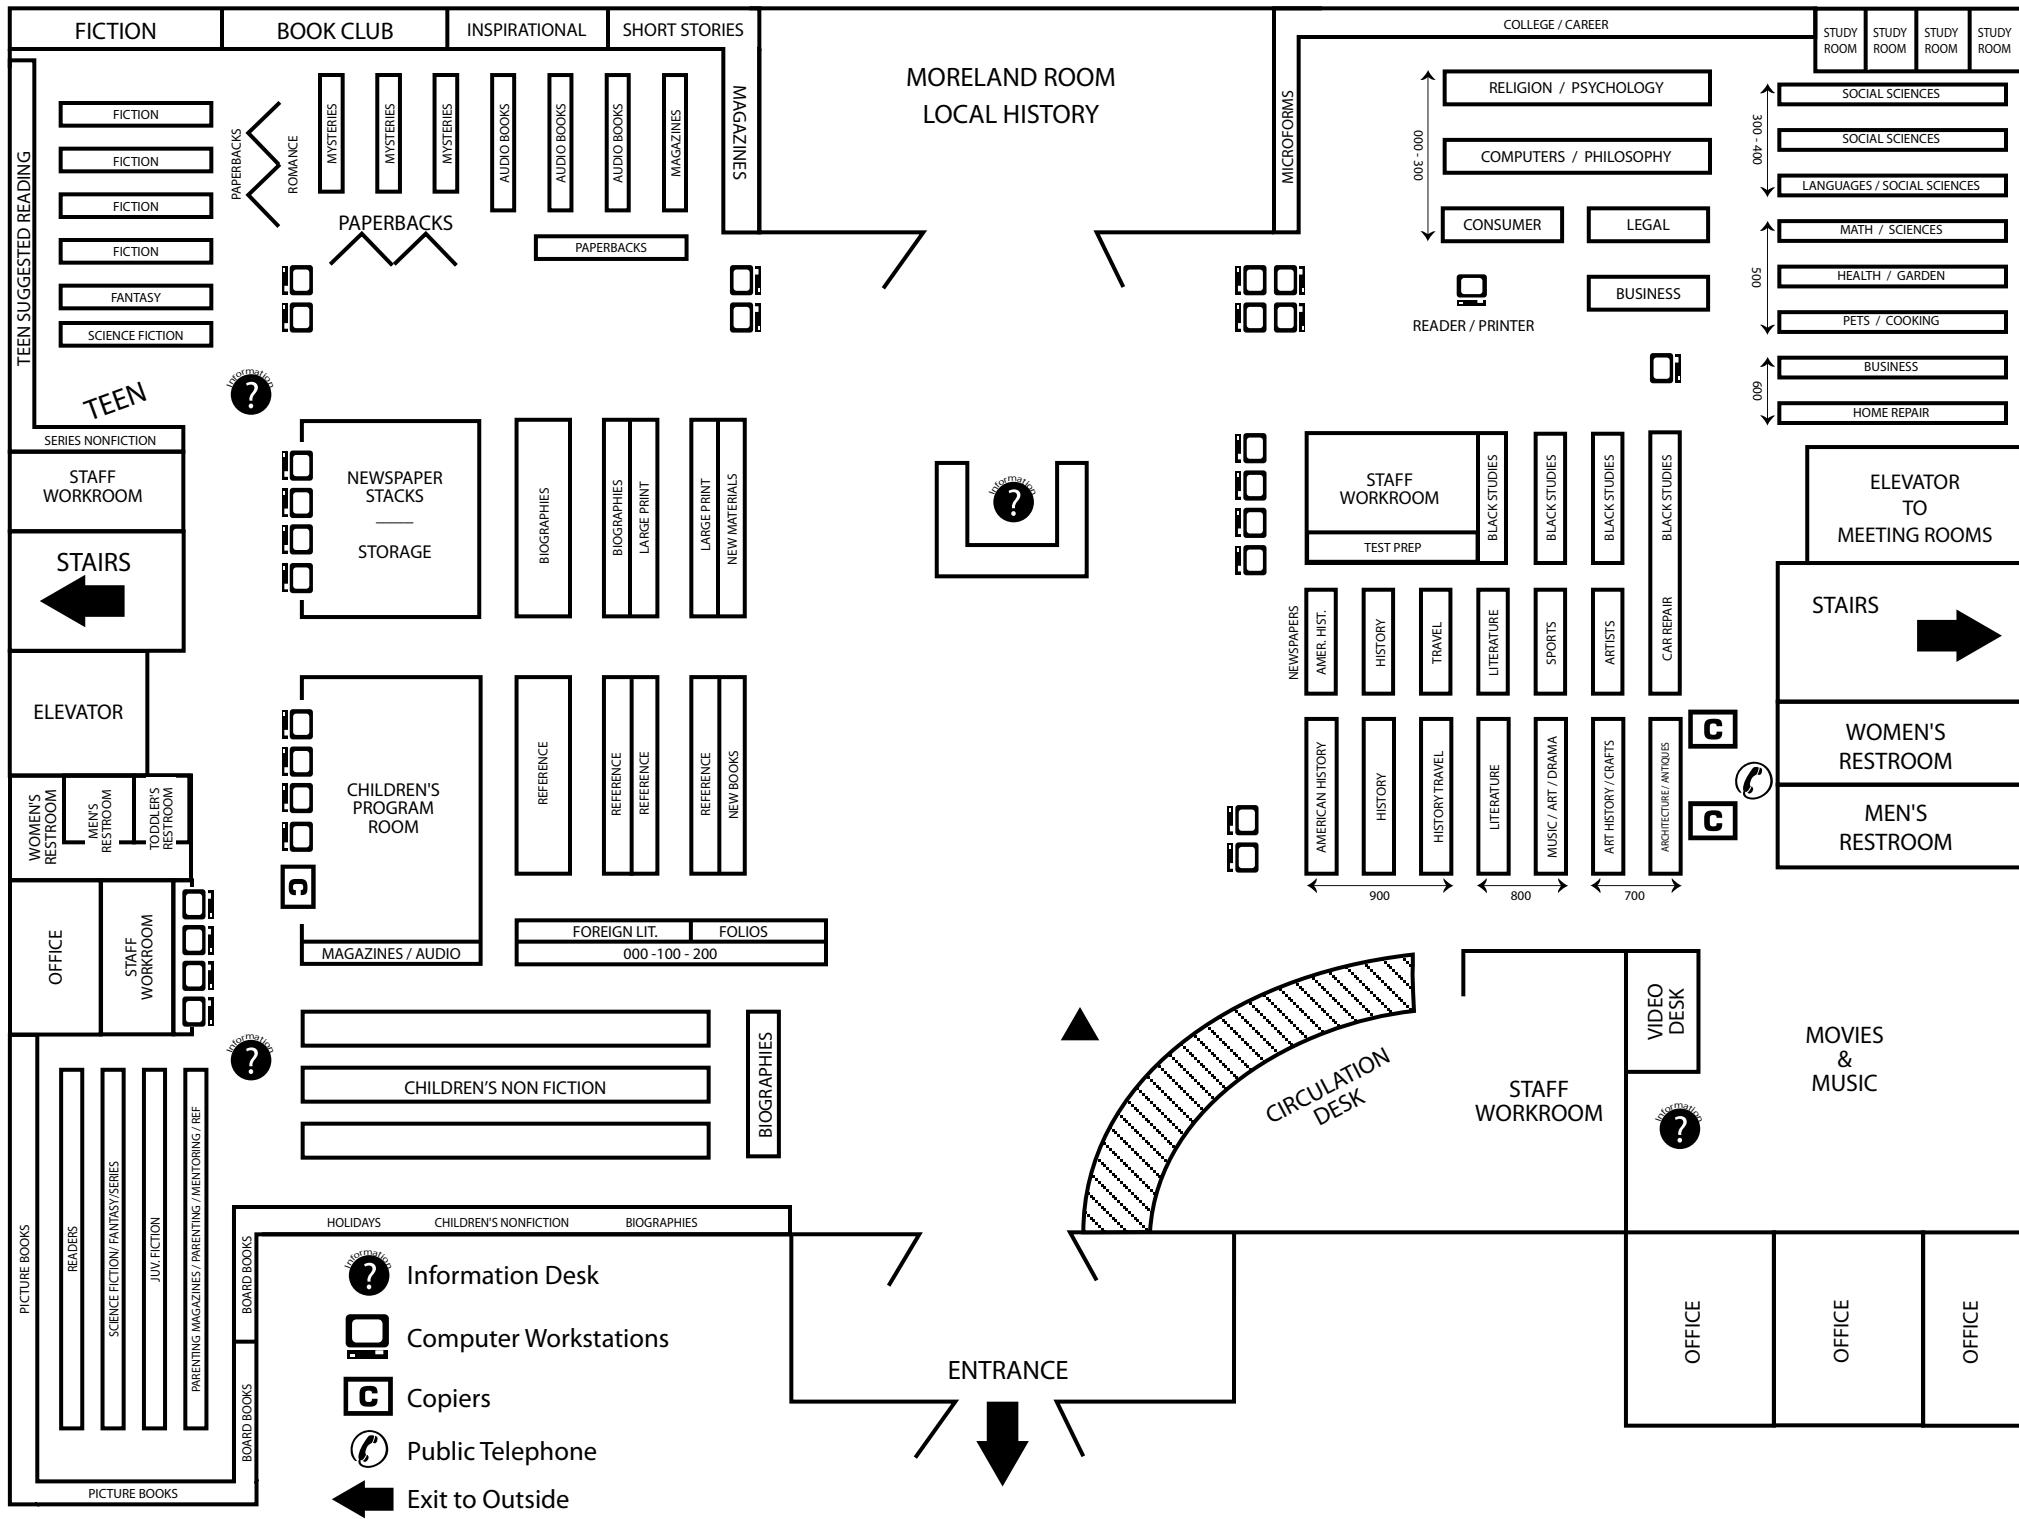 FICTION
BOOK CLUB
INSPIRATIONAL
SHORT STORIES
MAGAZINES
MORELAND ROOM
LOCAL HISTORY
MICROFORMS
COLLEGE / CAREER
STUDY
ROOM
STUDY
ROOM
STUDY
ROOM
STUDY
ROOM
TEEN SUGGESTED READING
FICTION
FICTION
FICTION
FICTION
FANTASY
SCIENCE FICTION
PAPERBACKS
ROMANCE
MYSTERIES
MYSTERIES
MYSTERIES
AUDIO BOOKS
AUDIO BOOKS
AUDIO BOOKS
MAGAZINES
PAPERBACKS
PAPERBACKS
000 - 300
RELIGION / PSYCHOLOGY
COMPUTERS / PHILOSOPHY
CONSUMER
LEGAL
BUSINESS
READER / PRINTER
300 - 400
SOCIAL SCIENCES
SOCIAL SCIENCES
LANGUAGES / SOCIAL SCIENCES
500
MATH / SCIENCES
HEALTH / GARDEN
PETS / COOKING
600
BUSINESS
HOME REPAIR
TEEN
Information
?
SERIES NONFICTION
STAFF
WORKROOM
STAIRS
ELEVATOR
WOMEN'S
RESTROOM
MEN'S
RESTROOM
TODDLER'S
RESTROOM
OFFICE
STAFF
WORKROOM
NEWSPAPER
STACKS
STORAGE
BIOGRAPHIES
BIOGRAPHIES
LARGE PRINT
LARGE PRINT
NEW MATERIALS
Information
?
STAFF
WORKROOM
TEST PREP
BLACK STUDIES
BLACK STUDIES
BLACK STUDIES
BLACK STUDIES
CAR REPAIR
NEWSPAPERS
AMER. HIST.
HISTORY
TRAVEL
LITERATURE
SPORTS
ARTISTS
ELEVATOR
TO
MEETING ROOMS
STAIRS
WOMEN'S
RESTROOM
MEN'S
RESTROOM
CHILDREN'S
PROGRAM
ROOM
C
MAGAZINES / AUDIO
REFERENCE
REFERENCE
REFERENCE
REFERENCE
NEW BOOKS
FOREIGN LIT.
FOLIOS
000 -100 - 200
AMERICAN HISTORY
HISTORY
HISTORY TRAVEL
LITERATURE
MUSIC / ART / DRAMA
ART HISTORY / CRAFTS
ARCHITECTURE / ANTIQUES
C
C
900
800
700
Information
?
CHILDREN'S NON FICTION
BIOGRAPHIES
CIRCULATION
DESK
STAFF
WORKROOM
VIDEO
DESK
Information
?
MOVIES
&
MUSIC
PICTURE BOOKS
READERS
SCIENCE FICTION/ FANTASY/SERIES
JUV. FICTION
PARENTING MAGAZINES / PARENTING / MENTORING / REF
BOARD BOOKS
BOARD BOOKS
PICTURE BOOKS
HOLIDAYS
CHILDREN'S NONFICTION
BIOGRAPHIES
Information
?
Information Desk
Computer Workstations
C
Copiers
Public Telephone
Exit to Outside
ENTRANCE
OFFICE
OFFICE
OFFICE